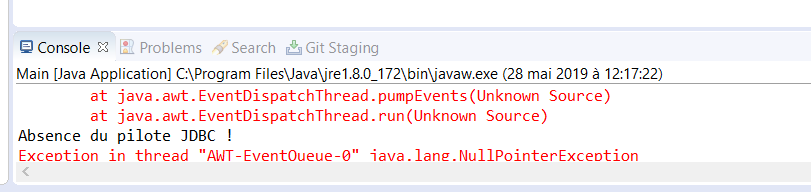 Console Problems Search Git Staging
Main [Java Application] C:\Program Files\Java\jre1.8.0_172\bin\javaw.exe (28 mai 2019 à 12:17:22)
at java.awt.EventDispatchThread.pumpEvents(Unknown Source)
at java.awt.EventDispatchThread.run(Unknown Source)
Absence du pilote JDBC !
Exception in thread "AWT-EventQueue-0" java.lang.NullPointerException